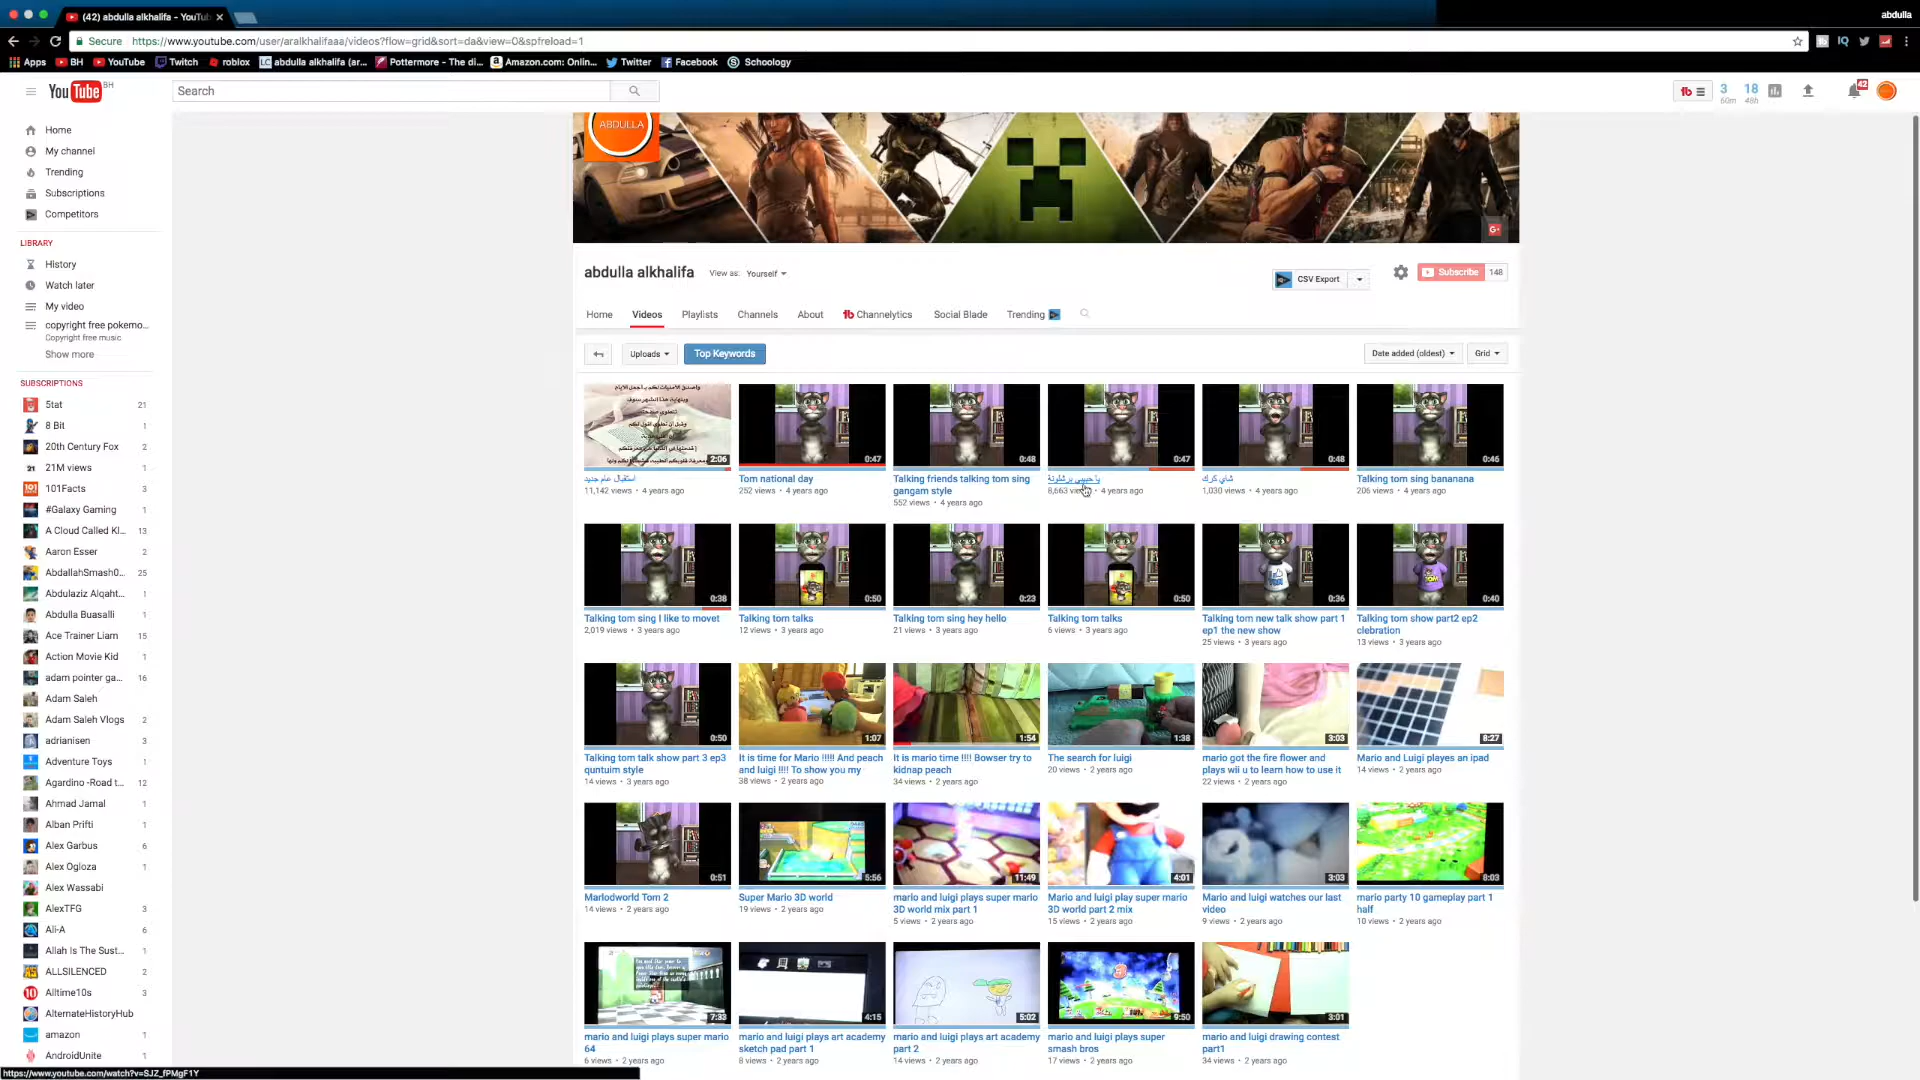 (42) abdulla alkhalifa - YouTub
abdulla
Secure
https://www.youtube.com/user/aralkhalifaaa/videos?flow=grid&sort=da&view=0&spfreload=1
Apps
BH
YouTube
Twitch
roblox
abdulla alkhalifa (ar...
Pottermore - The di...
Amazon.com: Onlin...
Twitter
Facebook
Schoology
YouTube BH
Search
3
60m
18
48h
42
Home
My channel
Trending
Subscriptions
Competitors
LIBRARY
History
Watch later
My video
copyright free pokemo...
Copyright free music
Show more
SUBSCRIPTIONS
5tat 21
8 Bit 1
20th Century Fox 2
21M views 1
101Facts 1
#Galaxy Gaming 1
A Cloud Called Kl... 13
Aaron Esser 2
AbdallahSmash0... 25
Abdulaziz Alqaht... 1
Abdulla Buasalli 1
Ace Trainer Liam 15
Action Movie Kid 1
adam pointer ga... 16
Adam Saleh
Adam Saleh Vlogs 2
adrianisen 3
Adventure Toys 1
Agardino -Road t... 12
Ahmad Jamal 1
Alban Prifti 1
Alex Garbus 6
Alex Ogloza 1
Alex Wassabi
AlexTFG 3
Ali-A 6
Allah Is The Sust... 1
ALLSILENCED 2
Alltime10s 3
AlternateHistoryHub
amazon 1
AndroidUnite 1
ABDULLA
abdulla alkhalifa
View as: Yourself
CSV Export
Subscribe 148
Home
Videos
Playlists
Channels
About
Channelytics
Social Blade
Trending
Uploads
Top Keywords
Date added (oldest)
Grid
2:06
0:47
0:48
0:47
0:48
0:46
استقبال عام جديد
11,142 views • 4 years ago
Tom national day
252 views • 4 years ago
Talking friends talking tom sing
gangam style
552 views • 4 years ago
يا حبيبي برشلونة
8,663 • 4 years ago
شاي كرك
1,030 views • 4 years ago
Talking tom sing bananana
206 views • 4 years ago
0:38
0:50
0:23
0:50
0:36
0:40
Talking tom sing I like to movet
2,019 views • 3 years ago
Talking tom talks
12 views • 3 years ago
Talking tom sing hey hello
21 views • 3 years ago
Talking tom talks
6 views • 3 years ago
Talking tom new talk show part 1
ep1 the new show
25 views • 3 years ago
Talking tom show part2 ep2
clebration
13 views • 3 years ago
0:50
1:07
1:54
1:38
3:03
8:27
Talking tom talk show part 3 ep3
quntuim style
14 views • 3 years ago
It is time for Mario !!!!! And peach
and luigi !!!! To show you my
38 views • 2 years ago
It is mario time !!!! Bowser try to
kidnap peach
34 views • 2 years ago
The search for luigi
20 views • 2 years ago
mario got the fire flower and
plays wii u to learn how to use it
22 views • 2 years ago
Mario and Luigi playes an ipad
14 views • 2 years ago
0:51
5:56
11:49
4:01
3:03
8:03
Marlodworld Tom 2
14 views • 2 years ago
Super Mario 3D world
19 views • 2 years ago
mario and luigi plays super mario
3D world mix part 1
5 views • 2 years ago
Mario and luigi play super mario
3D world part 2 mix
15 views • 2 years ago
Mario and luigi watches our last
video
9 views • 2 years ago
mario party 10 gameplay part 1
half
10 views • 2 years ago
7:33
4:15
5:02
9:50
3:01
mario and luigi plays super mario
64
6 views • 2 years ago
mario and luigi plays art academy
sketch pad part 1
8 views • 2 years ago
mario and luigi plays art academy
part 2
14 views • 2 years ago
mario and luigi plays super
smash bros
17 views • 2 years ago
mario and luigi drawing contest
part1
34 views • 2 years ago
https://www.youtube.com/watch?v=SJZ_fPMgF1Y